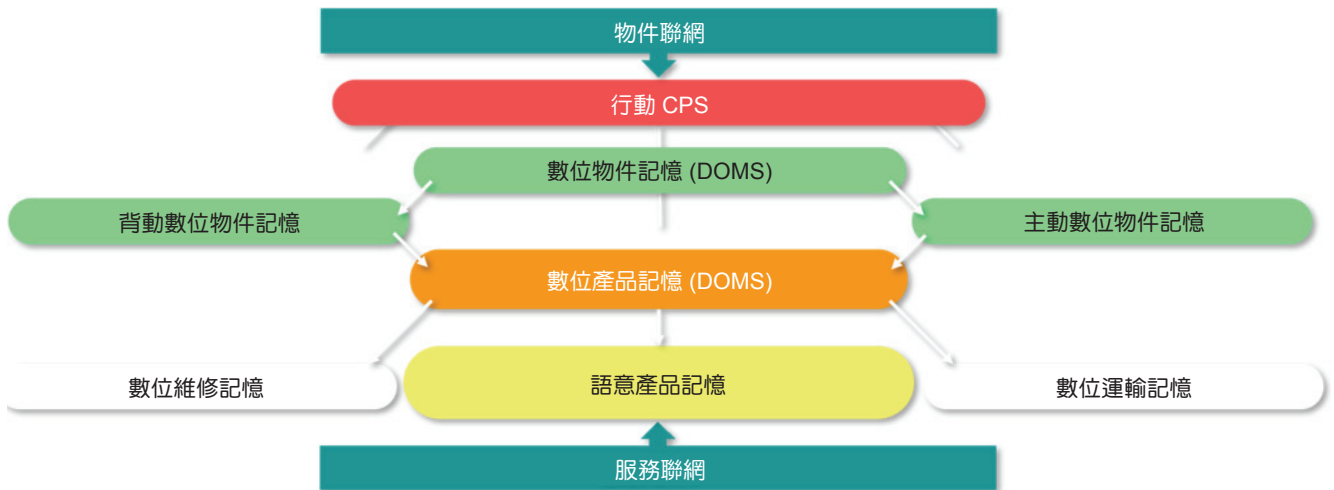 物件聯網
行動 CPS
數位物件記憶 (DOMS)
背動數位物件記憶
主動數位物件記憶
數位產品記憶 (DOMS)
數位維修記憶
語意產品記憶
數位運輸記憶
服務聯網